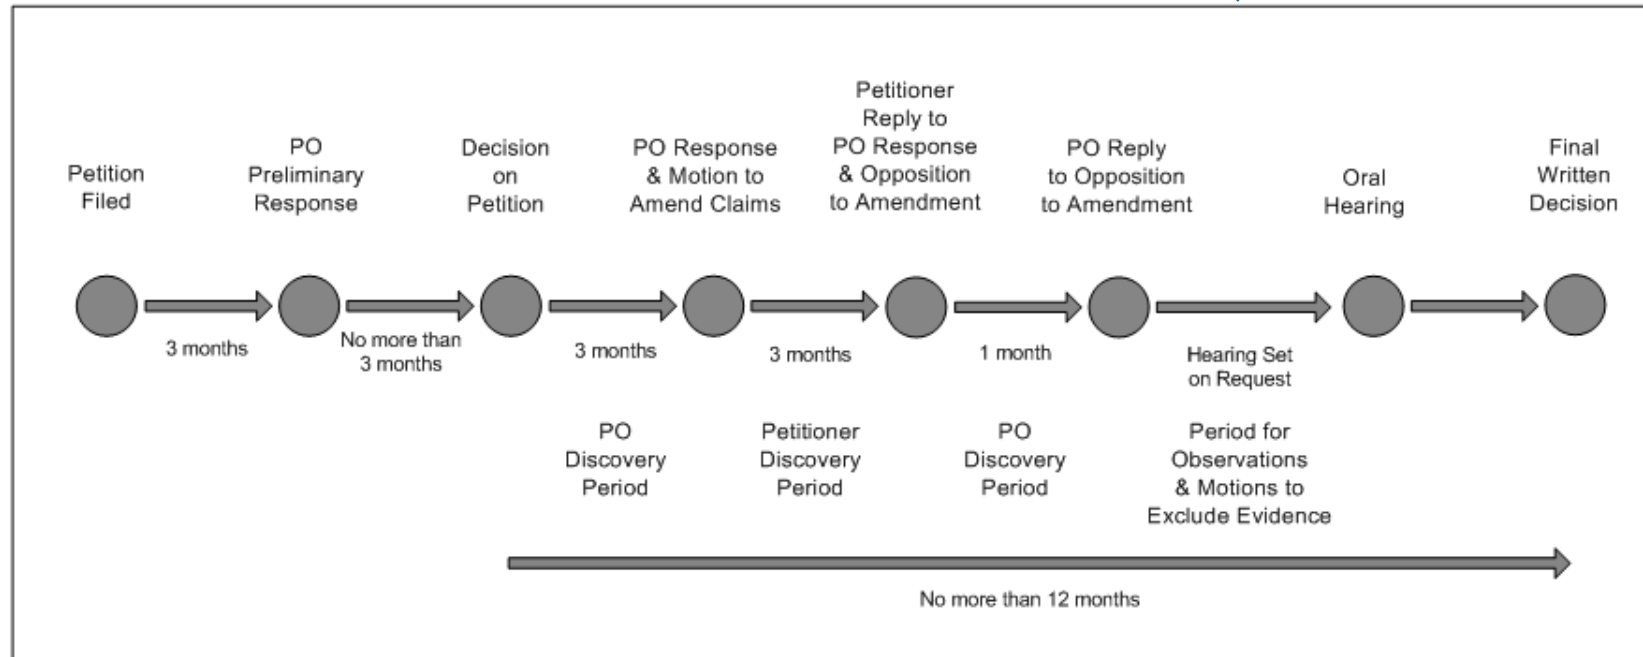 Petition
Filed
PO
Preliminary
Response
Decision
on
Petition
PO Response
& Motion to
Amend Claims
Petitioner
Reply to
PO Response
& Opposition
to Amendment
PO Reply
to Opposition
to Amendment
Oral
Hearing
Final
Written
Decision
3 months
No more than
3 months
3 months
3 months
1 month
Hearing Set
on Request
PO
Discovery
Period
Petitioner
Discovery
Period
PO
Discovery
Period
Period for
Observations
& Motions to
Exclude Evidence
No more than 12 months